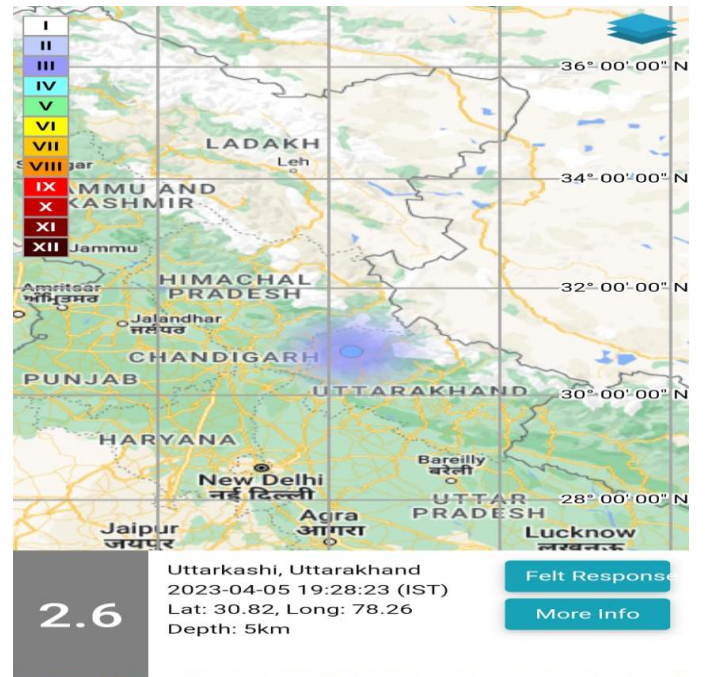 I
II
III
IV
V
VI
VII
VIII
IX
X
XI
XII
36° 00' 00" N
LADAKH
Leh
34° 00' 00" N
KASHMIR
AND
Jammu
HIMACHAL
PRADESH
32° 00' 00" N
Amritsar
ਅੰਮ੍ਰਿਤਸਰ
Jalandhar
ਜਲੰਧਰ
CHANDIGARH
PUNJAB
UTTARAKHAND
30° 00' 00" N
HARYANA
Bareilly
बरेली
New Delhi
नई दिल्ली
UTTAR
PRADESH
28° 00' 00" N
Agra
आगरा
Jaipur
जयपुर
Lucknow
लखनऊ
2.6
Uttarkashi, Uttarakhand
2023-04-05 19:28:23 (IST)
Lat: 30.82, Long: 78.26
Depth: 5km
Felt Response
More Info